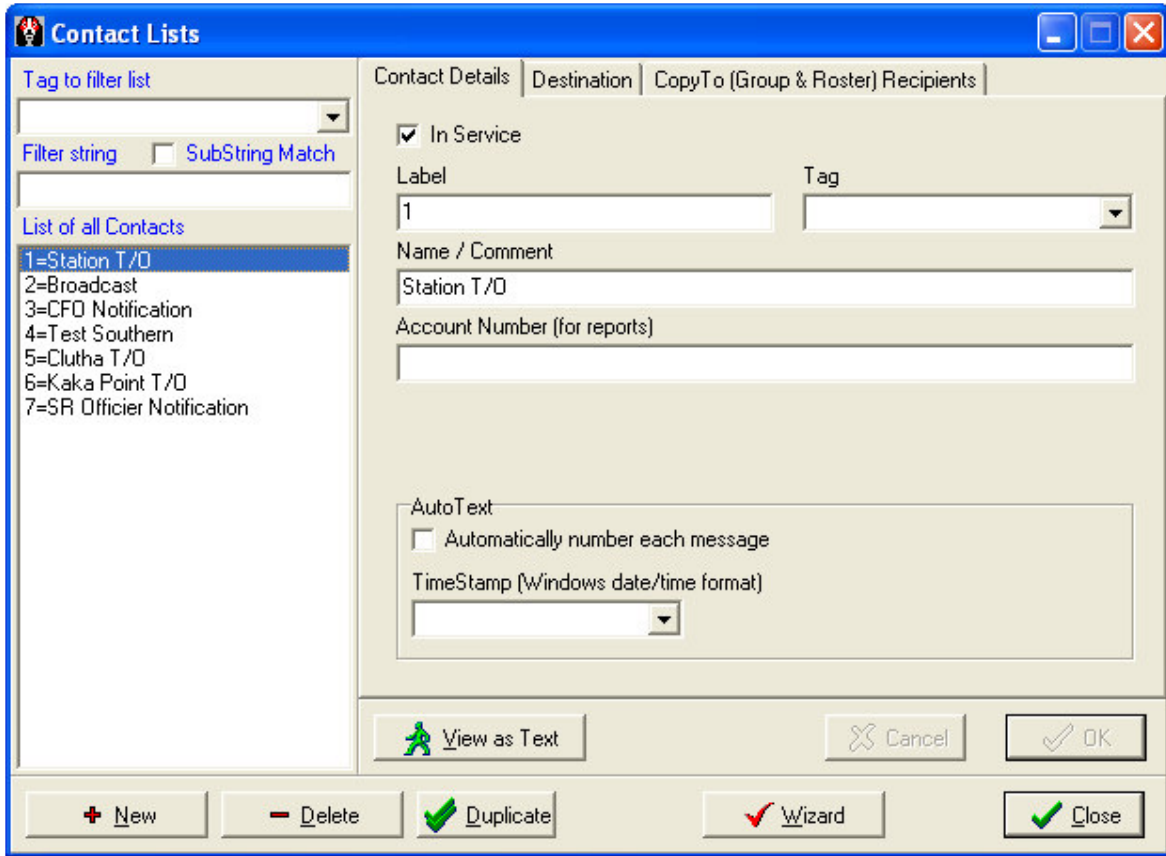 Contact Lists
Tag to filter list
Filter string SubString Match
List of all Contacts
1=Station T/O
2=Broadcast
3=CFO Notification
4=Test Southern
5=Clutha T/O
6=Kaka Point T/O
7=SR Officier Notification
Contact Details Destination CopyTo (Group & Roster) Recipients
In Service
Label Tag
1
Name / Comment
Station T/O
Account Number (for reports)
AutoText
Automatically number each message
TimeStamp (Windows date/time format)
View as Text Cancel OK
New Delete Duplicate Wizard Close